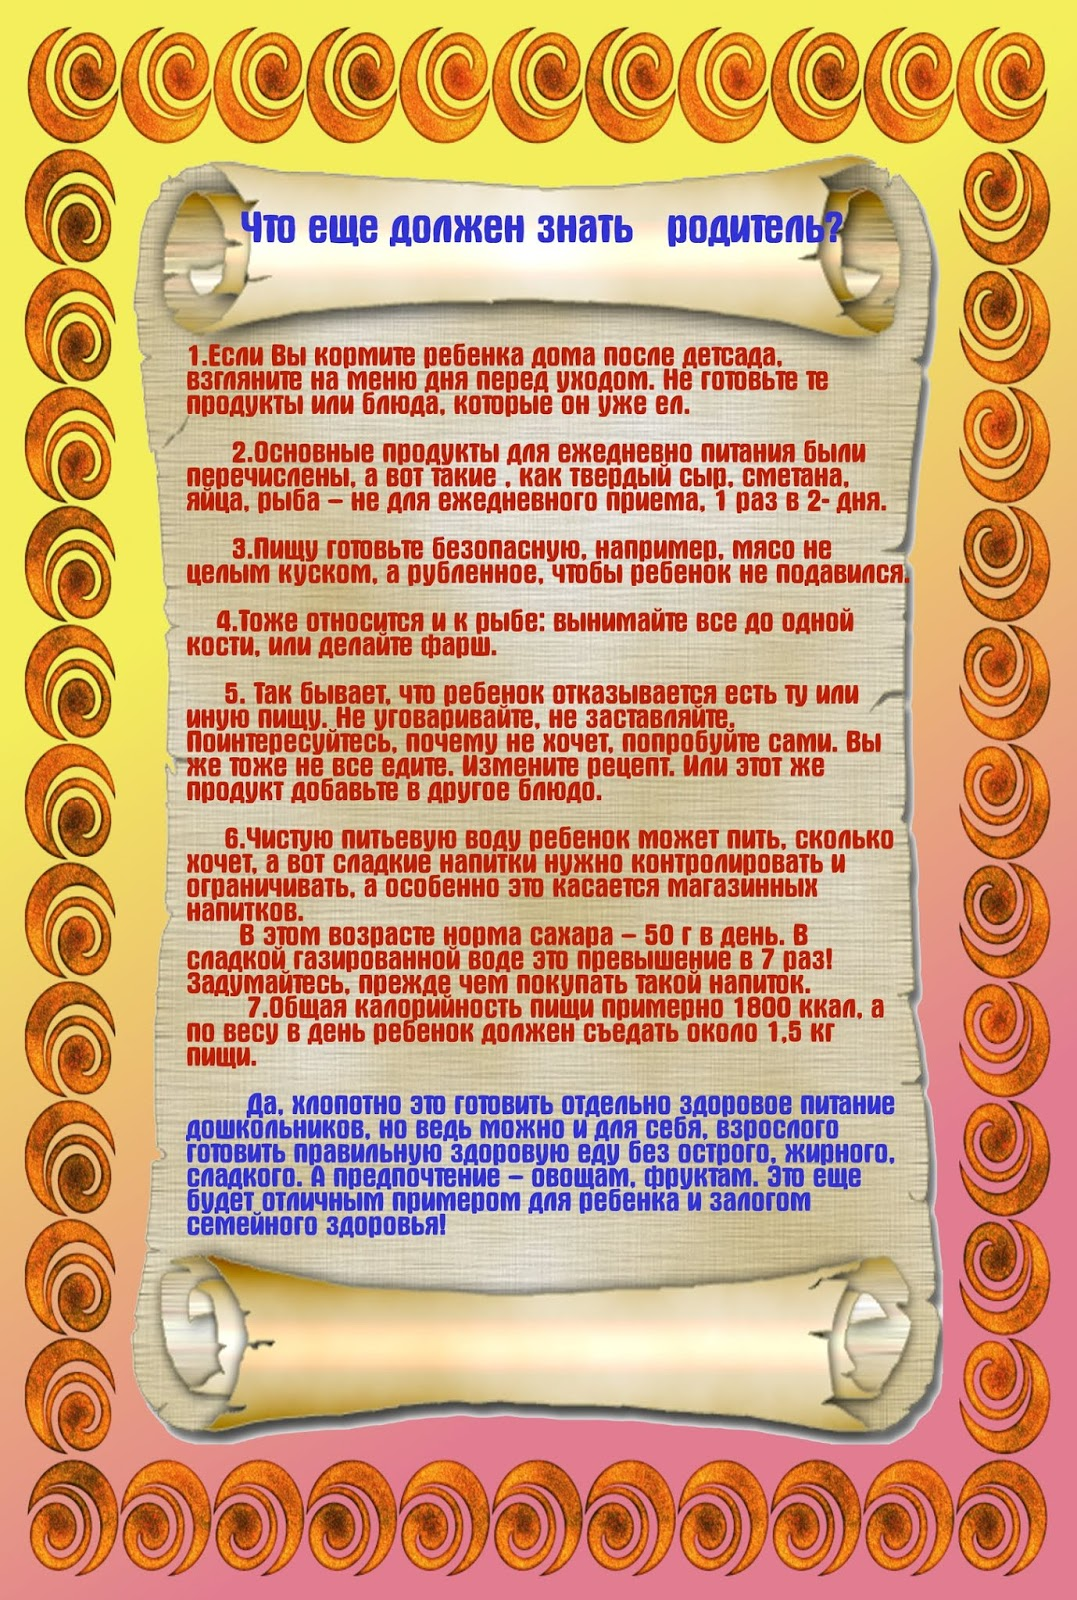 Что еще должен знать родитель?
1.Если Вы кормите ребенка дома после детсада,
взгляните на меню дня перед уходом. Не готовьте те
продукты или блюда, которые он уже ел.
2.Основные продукты для ежедневно питания были
перечислены, а вот такие , как твердый сыр, сметана,
яйца, рыба – не для ежедневного приема, 1 раз в 2- дня.
3.Пищу готовьте безопасную, например, мясо не
целым куском, а рубленное, чтобы ребенок не подавился.
4.Тоже относится и к рыбе: вынимайте все до одной
кости, или делайте фарш.
5. Так бывает, что ребенок отказывается есть ту или
иную пищу. Не уговаривайте, не заставляйте.
Поинтересуйтесь, почему не хочет, попробуйте сами. Вы
же тоже не все едите. Измените рецепт. Или этот же
продукт добавьте в другое блюдо.
6.Чистую питьевую воду ребенок может пить, сколько
хочет, а вот сладкие напитки нужно контролировать и
ограничивать, а особенно это касается магазинных
напитков.
В этом возрасте норма сахара – 50 г в день. В
сладкой газированной воде это превышение в 7 раз!
Задумайтесь, прежде чем покупать такой напиток.
7.Общая калорийность пищи примерно 1800 ккал, а
по весу в день ребенок должен съедать около 1,5 кг
пищи.
Да, хлопотно это готовить отдельно здоровое питание
дошкольников, но ведь можно и для себя, взрослого
готовить правильную здоровую еду без острого, жирного,
сладкого. А предпочтение – овощам, фруктам. Это еще
будет отличным примером для ребенка и залогом
семейного здоровья!